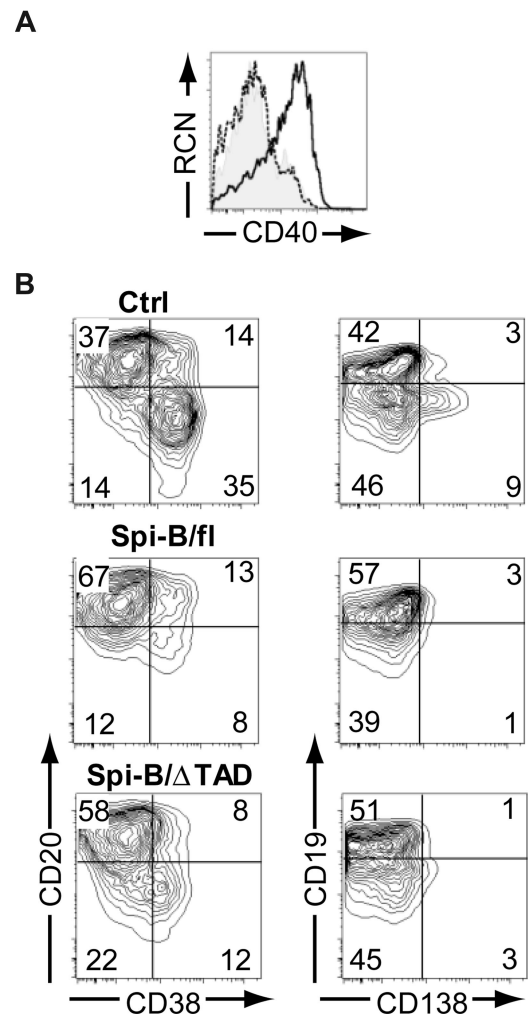 A
RCN
CD40
B
Ctrl
37 14
14 35
42 3
46 9
Spi-B/fl
67 13
12 8
57 3
39 1
Spi-B/ΔTAD
58 8
22 12
51 1
45 3
CD20
CD38
CD19
CD138